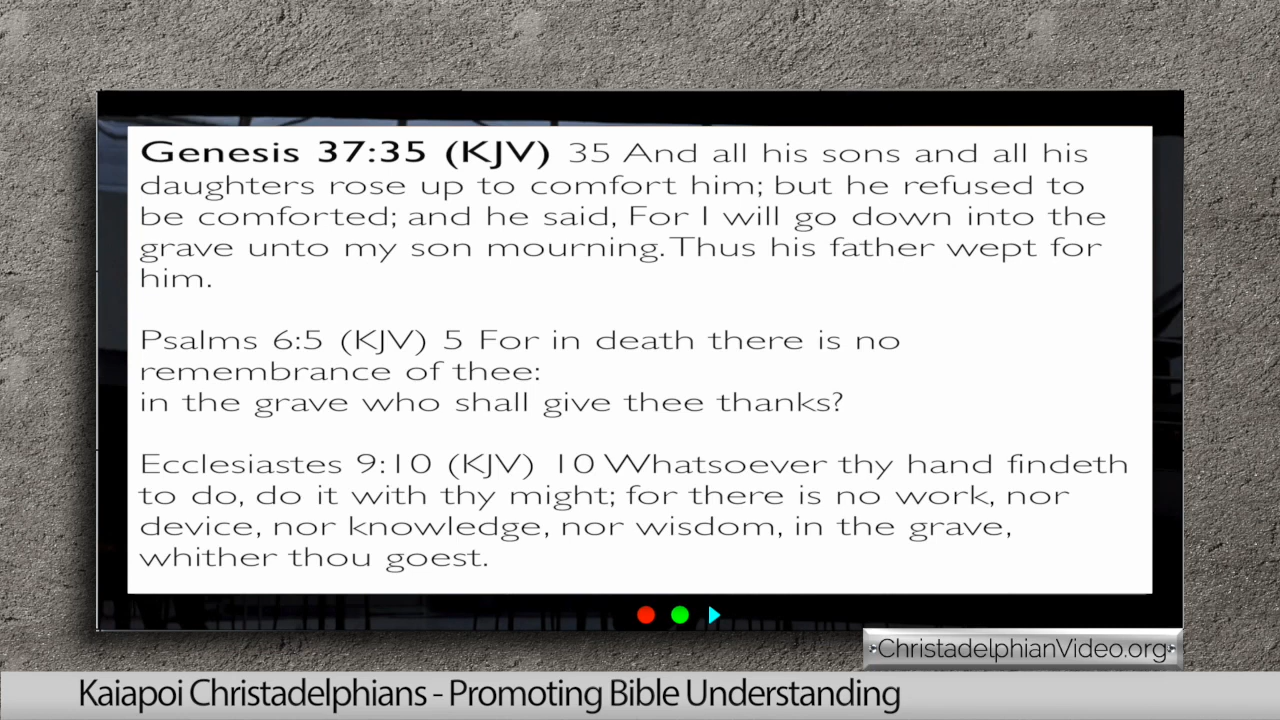 Genesis 37:35 (KJV) 35 And all his sons and all his
daughters rose up to comfort him; but he refused to
be comforted; and he said, For I will go down into the
grave unto my son mourning. Thus his father wept for
him.
Psalms 6:5 (KJV) 5 For in death there is no
remembrance of thee:
in the grave who shall give thee thanks?
Ecclesiastes 9:10 (KJV) 10 Whatsoever thy hand findeth
to do, do it with thy might; for there is no work, nor
device, nor knowledge, nor wisdom, in the grave,
whither thou goest.
ChristadelphianVideo.org
Kaiapoi Christadelphians - Promoting Bible Understanding